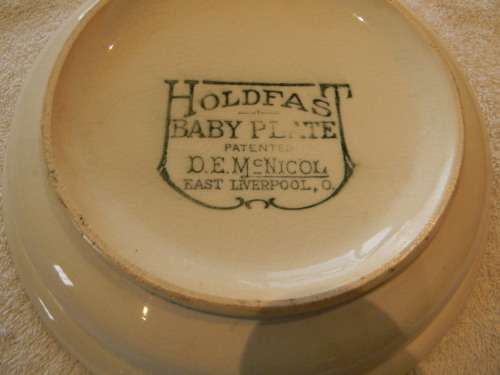 HOLDFAST
BABY PLATE
PATENTED
D.E. McNICOL
EAST LIVERPOOL, O.